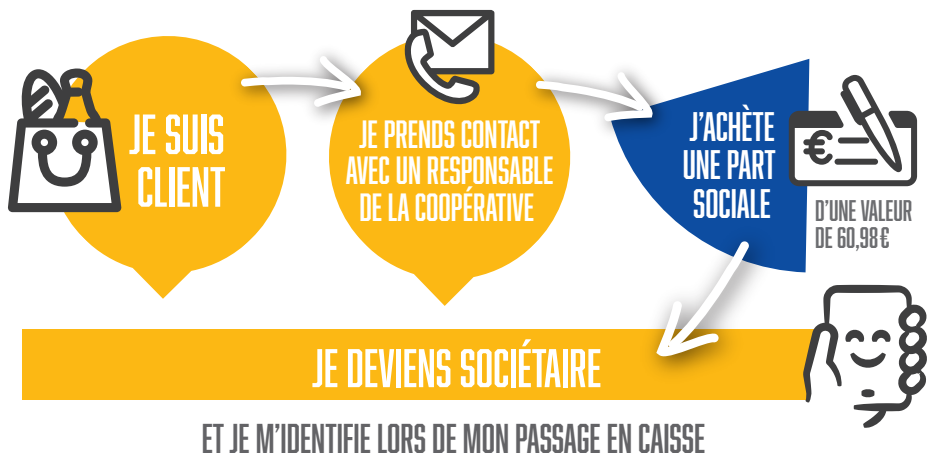 JE SUIS
CLIENT
JE PRENDS CONTACT
AVEC UN RESPONSABLE
DE LA COOPÉRATIVE
J'ACHÈTE
UNE PART
SOCIALE
€
D'UNE VALEUR
DE 60,98€
JE DEVIENS SOCIÉTAIRE
ET JE M'IDENTIFIE LORS DE MON PASSAGE EN CAISSE